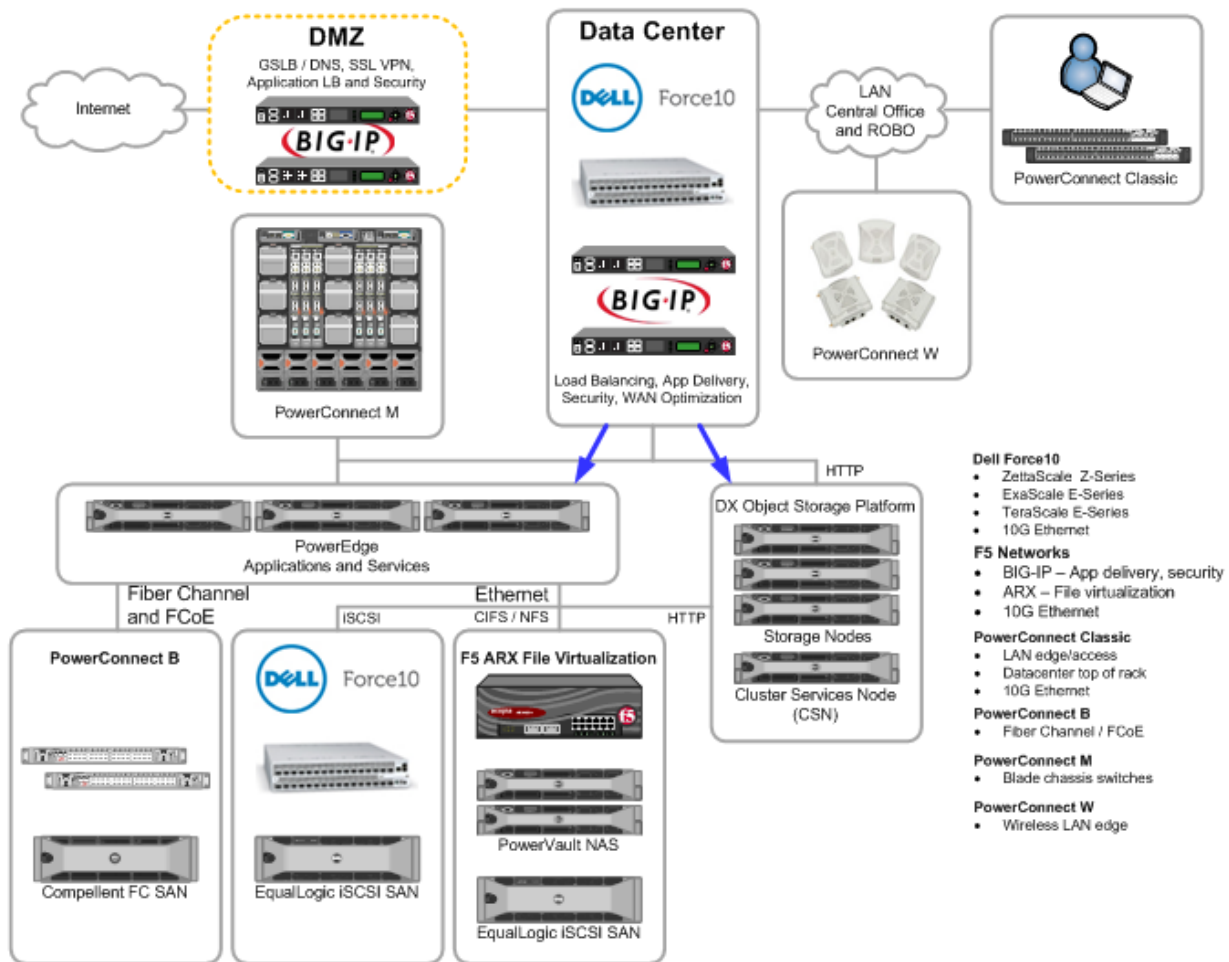 DMZ
GSLB / DNS, SSL VPN,
Application LB and Security
BIG-IP
Internet
Data Center
DELL Force10
BIG-IP
f5
Load Balancing, App Delivery,
Security, WAN Optimization
LAN
Central Office
and ROBO
PowerConnect Classic
PowerConnect W
PowerConnect M
HTTP
PowerEdge
Applications and Services
DX Object Storage Platform
Storage Nodes
Cluster Services Node
(CSN)
Fiber Channel
and FCoE
Ethernet
iSCSI
CIFS / NFS
HTTP
PowerConnect B
Compellent FC SAN
DELL Force10
EqualLogic iSCSI SAN
F5 ARX File Virtualization
f5
PowerVault NAS
EqualLogic iSCSI SAN
Dell Force10
• ZettaScale Z-Series
• ExaScale E-Series
• TeraScale E-Series
• 10G Ethernet
F5 Networks
• BIG-IP – App delivery, security
• ARX – File virtualization
• 10G Ethernet
PowerConnect Classic
• LAN edge/access
• Datacenter top of rack
• 10G Ethernet
PowerConnect B
• Fiber Channel / FCoE
PowerConnect M
• Blade chassis switches
PowerConnect W
• Wireless LAN edge